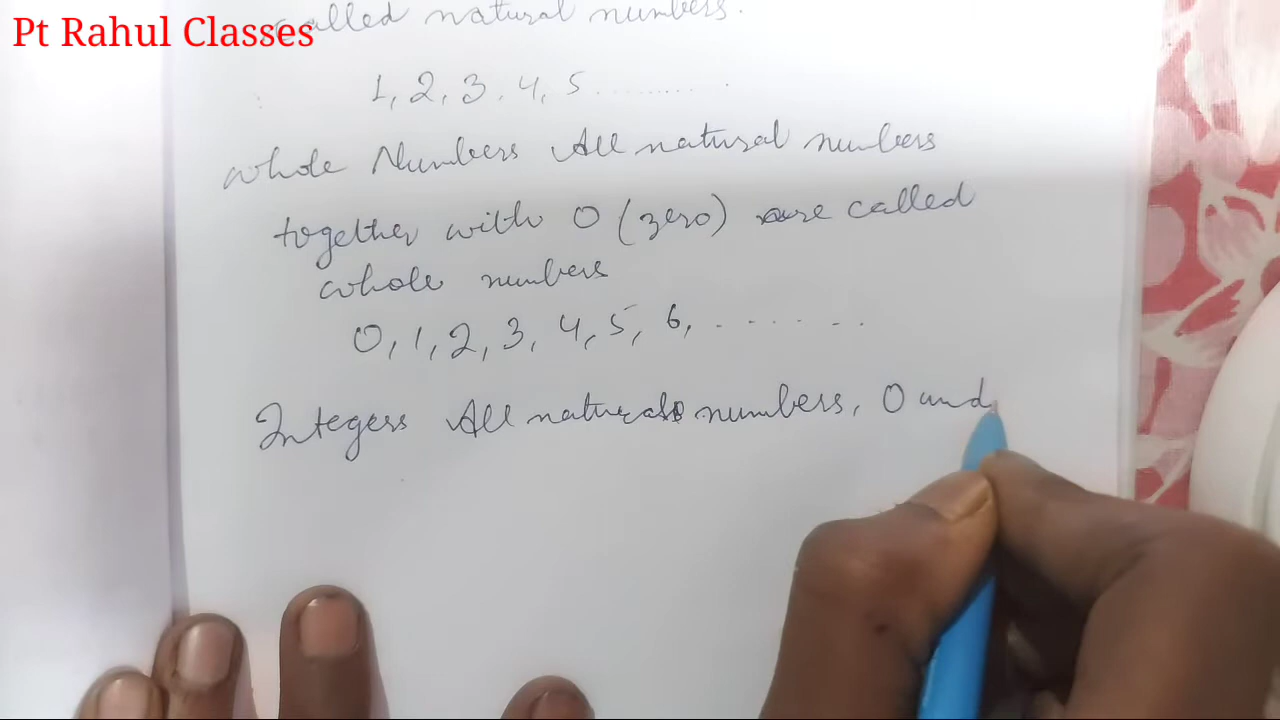 Pt Rahul Classes
called natural numbers.
1, 2, 3, 4, 5..........
whole Numbers All natural numbers
together with 0 (zero) are called
whole numbers
0, 1, 2, 3, 4, 5, 6, . . . . . . .
Integers All natural numbers, 0 and